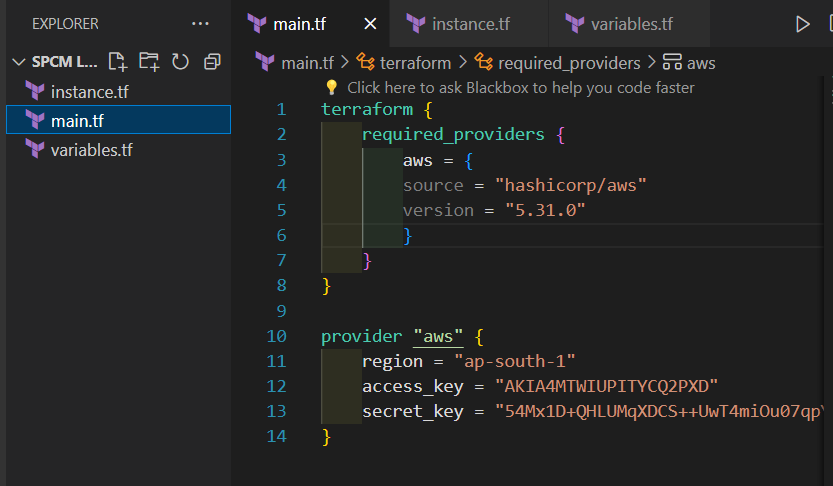 EXPLORER ...
SPCM L...
instance.tf
main.tf
variables.tf
main.tf instance.tf variables.tf
main.tf > terraform > required_providers > aws
Click here to ask Blackbox to help you code faster
1 terraform {
2 required_providers {
3 aws = {
4 source = "hashicorp/aws"
5 version = "5.31.0"
6 }
7 }
8 }
9
10 provider "aws" {
11 region = "ap-south-1"
12 access_key = "AKIA4MTWIUPITYCQ2PXD"
13 secret_key = "54Mx1D+QHLUMqXDCS++UwT4miOu07qp
14 }